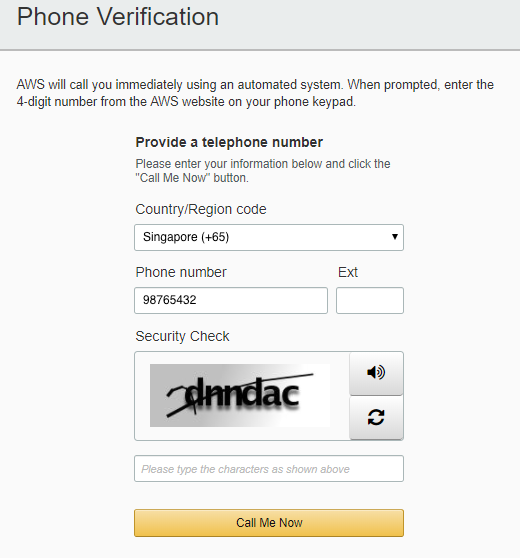 Phone Verification
AWS will call you immediately using an automated system. When prompted, enter the
4-digit number from the AWS website on your phone keypad.
Provide a telephone number
Please enter your information below and click the
"Call Me Now" button.
Country/Region code
Singapore (+65)
Phone number Ext
98765432
Security Check
Please type the characters as shown above
Call Me Now